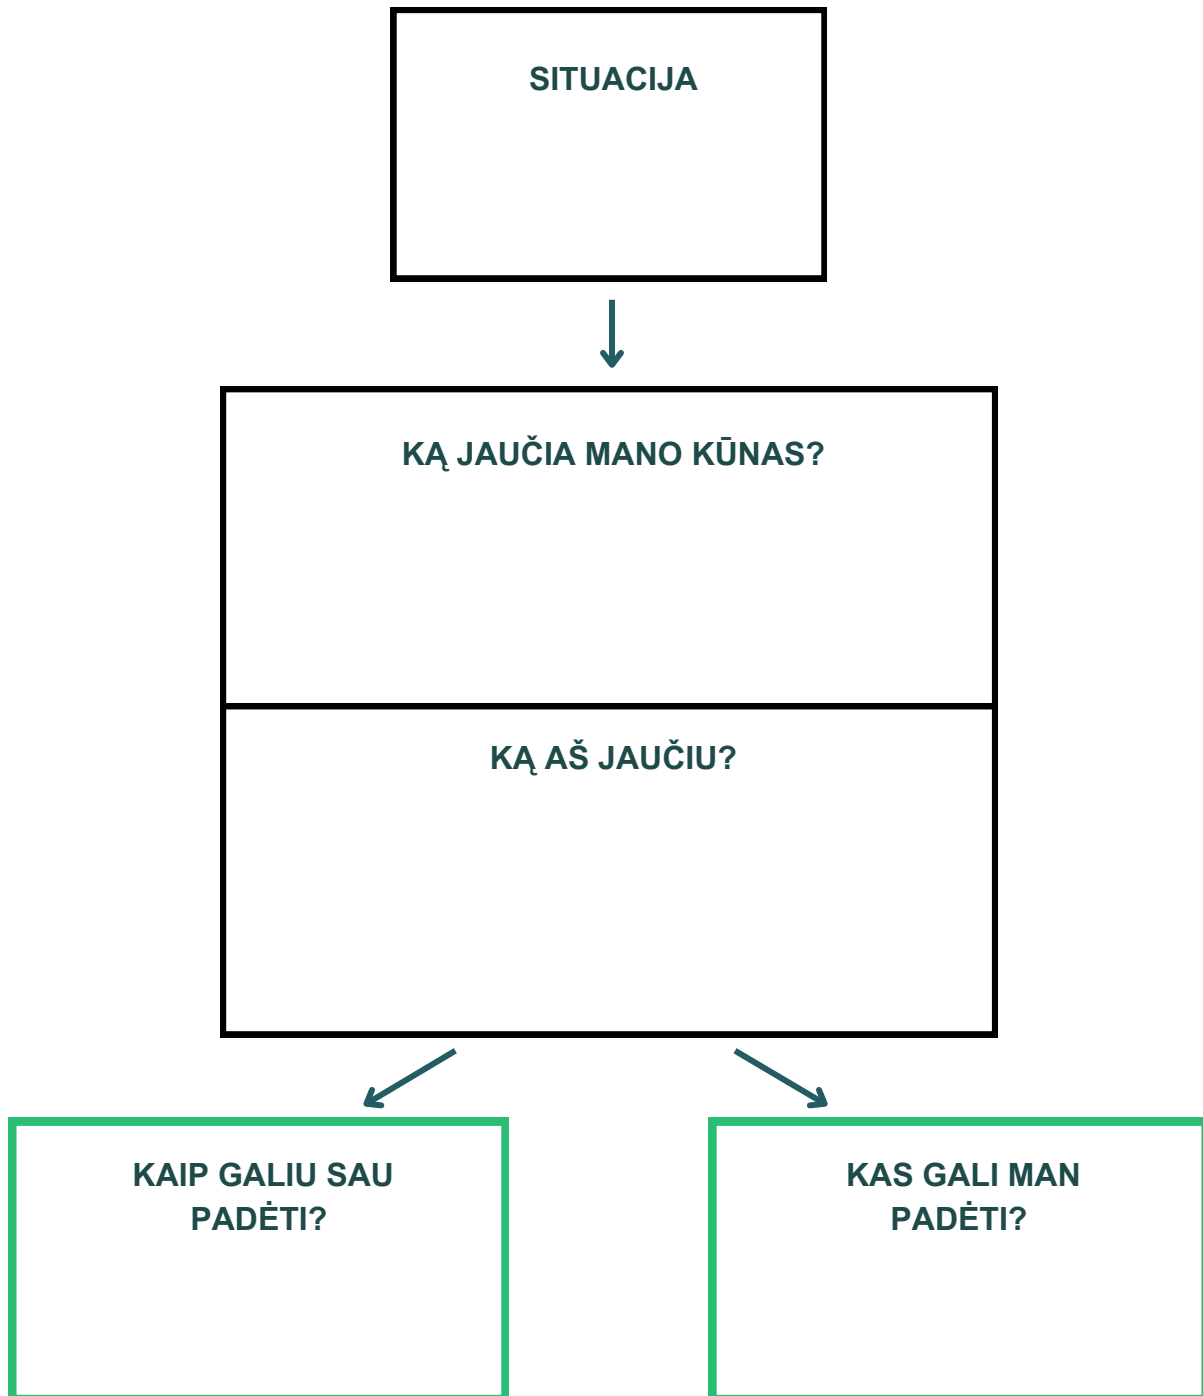 SITUACIJA
KĄ JAUČIA MANO KŪNAS?
KĄ AŠ JAUČIU?
KAIP GALIU SAU
PADĖTI?
KAS GALI MAN
PADĖTI?